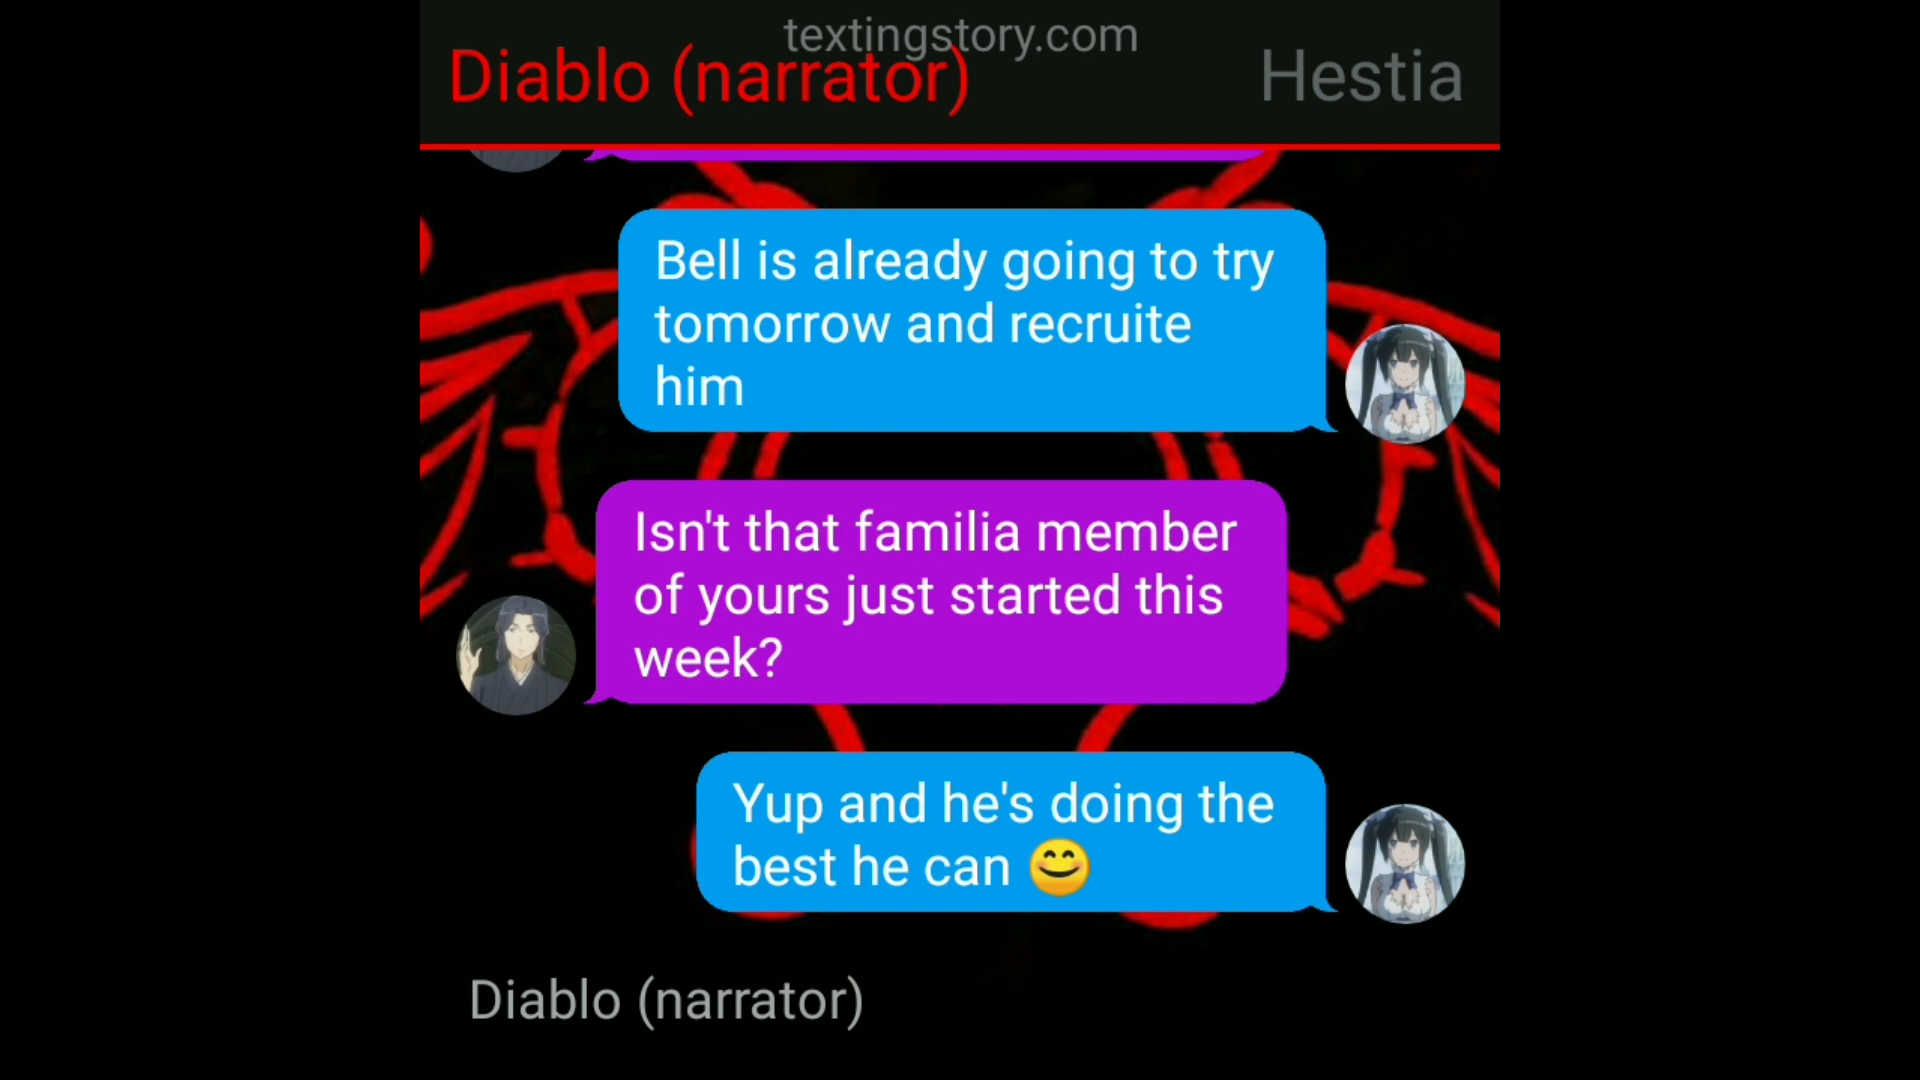 textingstory.com
Diablo (narrator)
Hestia
Bell is already going to try
tomorrow and recruite
him
Isn't that familia member
of yours just started this
week?
Yup and he's doing the
best he can 😊
Diablo (narrator)